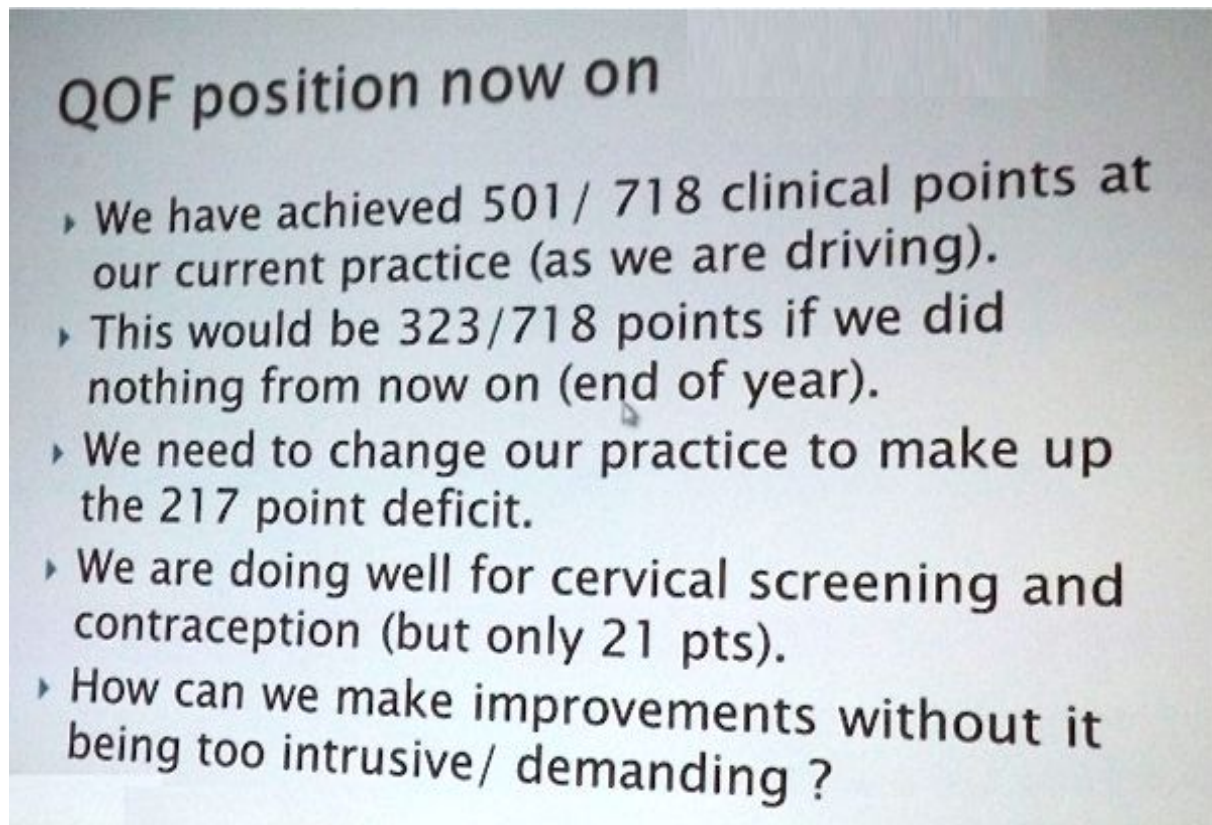 QOF position now on
We have achieved 501/ 718 clinical points at
our current practice (as we are driving).
This would be 323/718 points if we did
nothing from now on (end of year).
We need to change our practice to make up
the 217 point deficit.
We are doing well for cervical screening and
contraception (but only 21 pts).
How can we make improvements without it
being too intrusive/ demanding ?